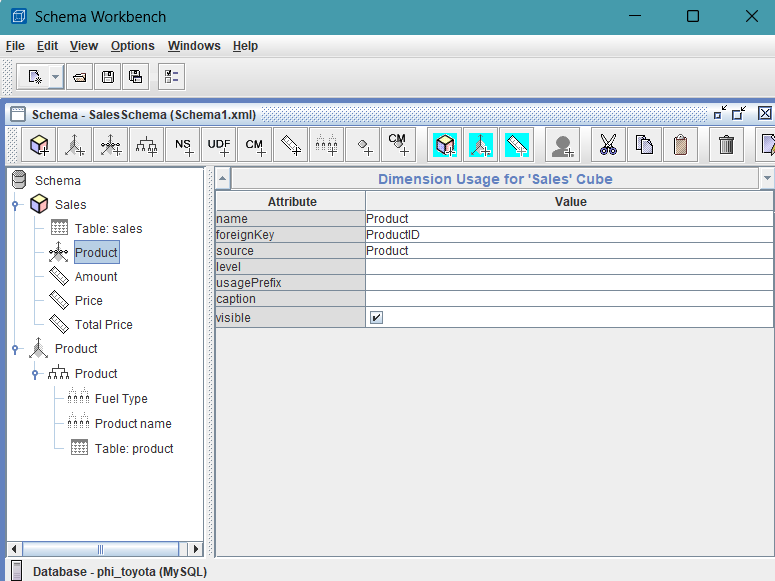 Schema Workbench
File Edit View Options Windows Help
Schema - SalesSchema (Schema1.xml)
NS UDF CM CM
Schema
Sales
Table: sales
Product
Amount
Price
Total Price
Product
Product
Fuel Type
Product name
Table: product
Dimension Usage for 'Sales' Cube
Attribute Value
name Product
foreignKey ProductID
source Product
level
usagePrefix
caption
visible
Database - phi_toyota (MySQL)